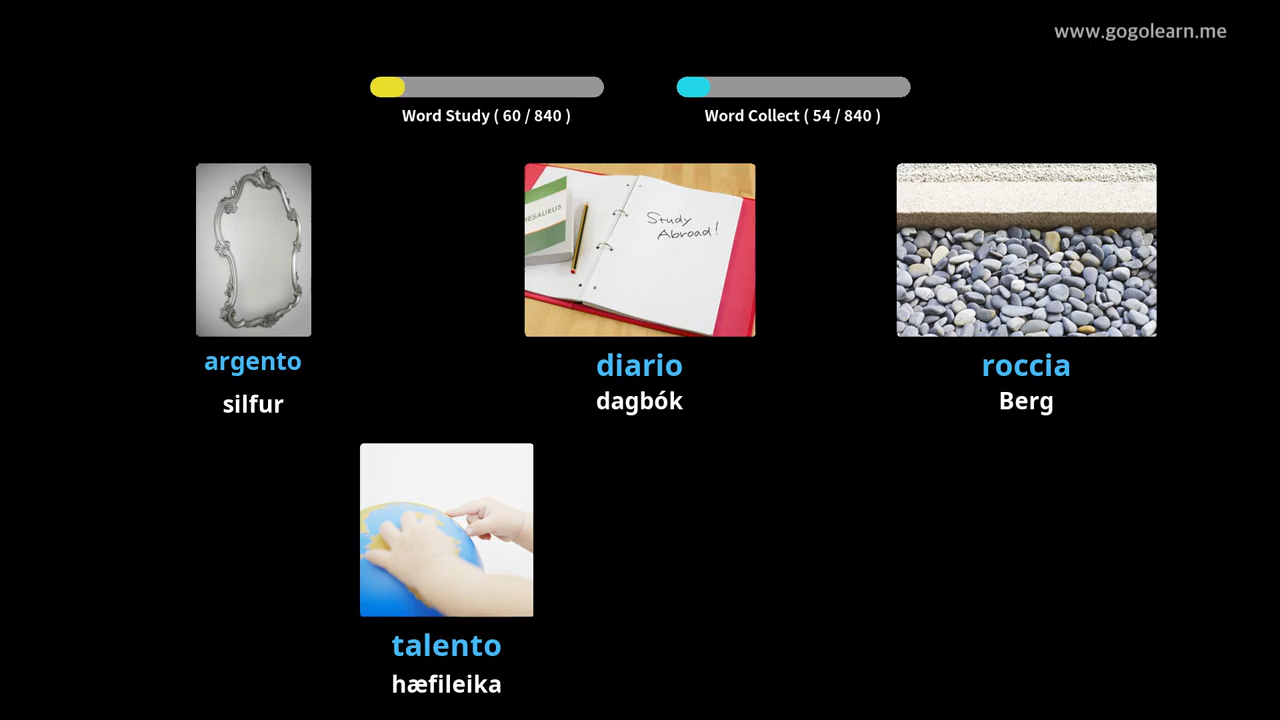 www.gogolearn.me
Word Study ( 60 / 840 )
Word Collect ( 54 / 840 )
HESAURUS
Study
Abroad!
argento
silfur
diario
dagbók
roccia
Berg
talento
hæfileika